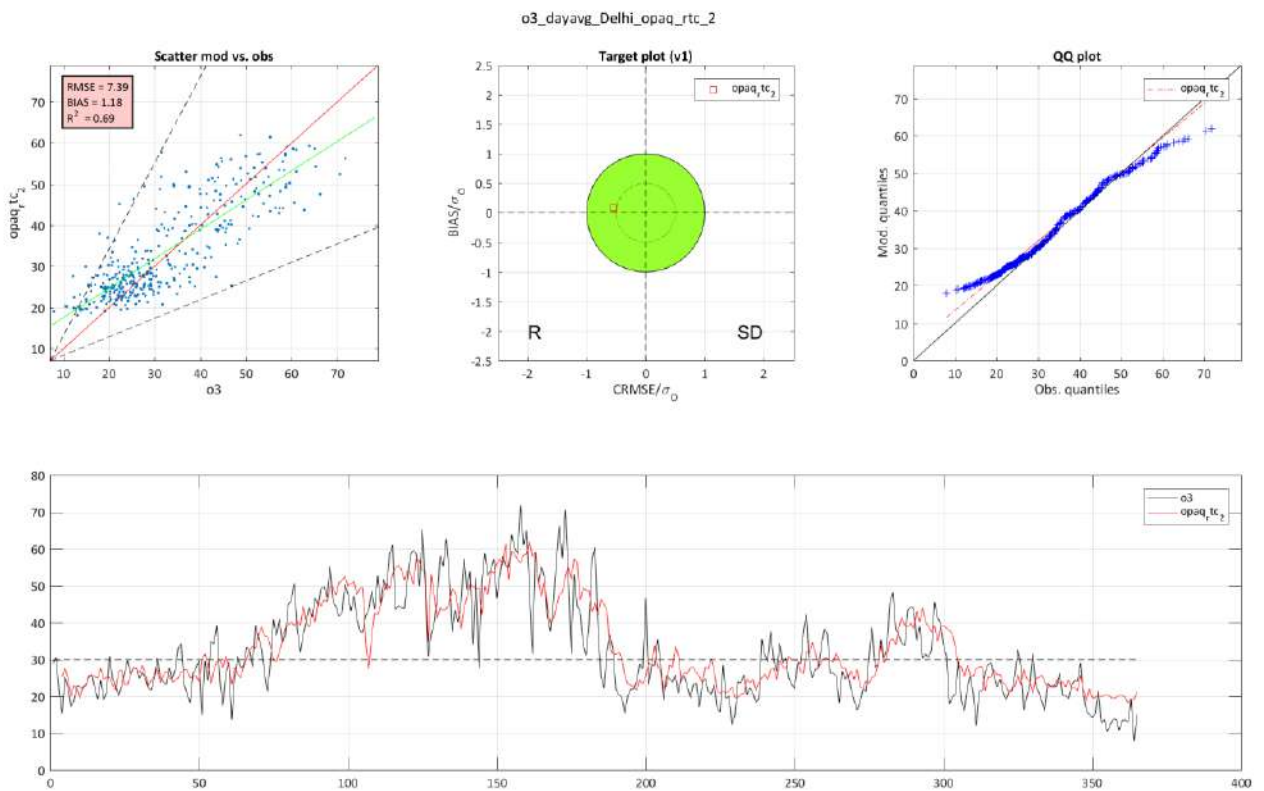 o3_dayavg_Delhi_opaq_rtc_2
Scatter mod vs. obs
RMSE = 7.39
BIAS = 1.18
R² = 0.69
70
60
50
40
30
20
10
10 20 30 40 50 60 70
opaq_rtc_2
o3
Target plot (v1)
opaq_rtc_2
2.5
2
1.5
1
0.5
0
-0.5
-1
-1.5
-2
-2.5
R
SD
-2 -1 0 1 2
BIAS/σ_O
CRMSE/σ_O
QQ plot
opaq_rtc_2
70
60
50
40
30
20
10
0
0 10 20 30 40 50 60 70
Mod. quantiles
Obs. quantiles
80
70
60
50
40
30
20
10
0
o3
opaq_rtc_2
0 50 100 150 200 250 300 350 400